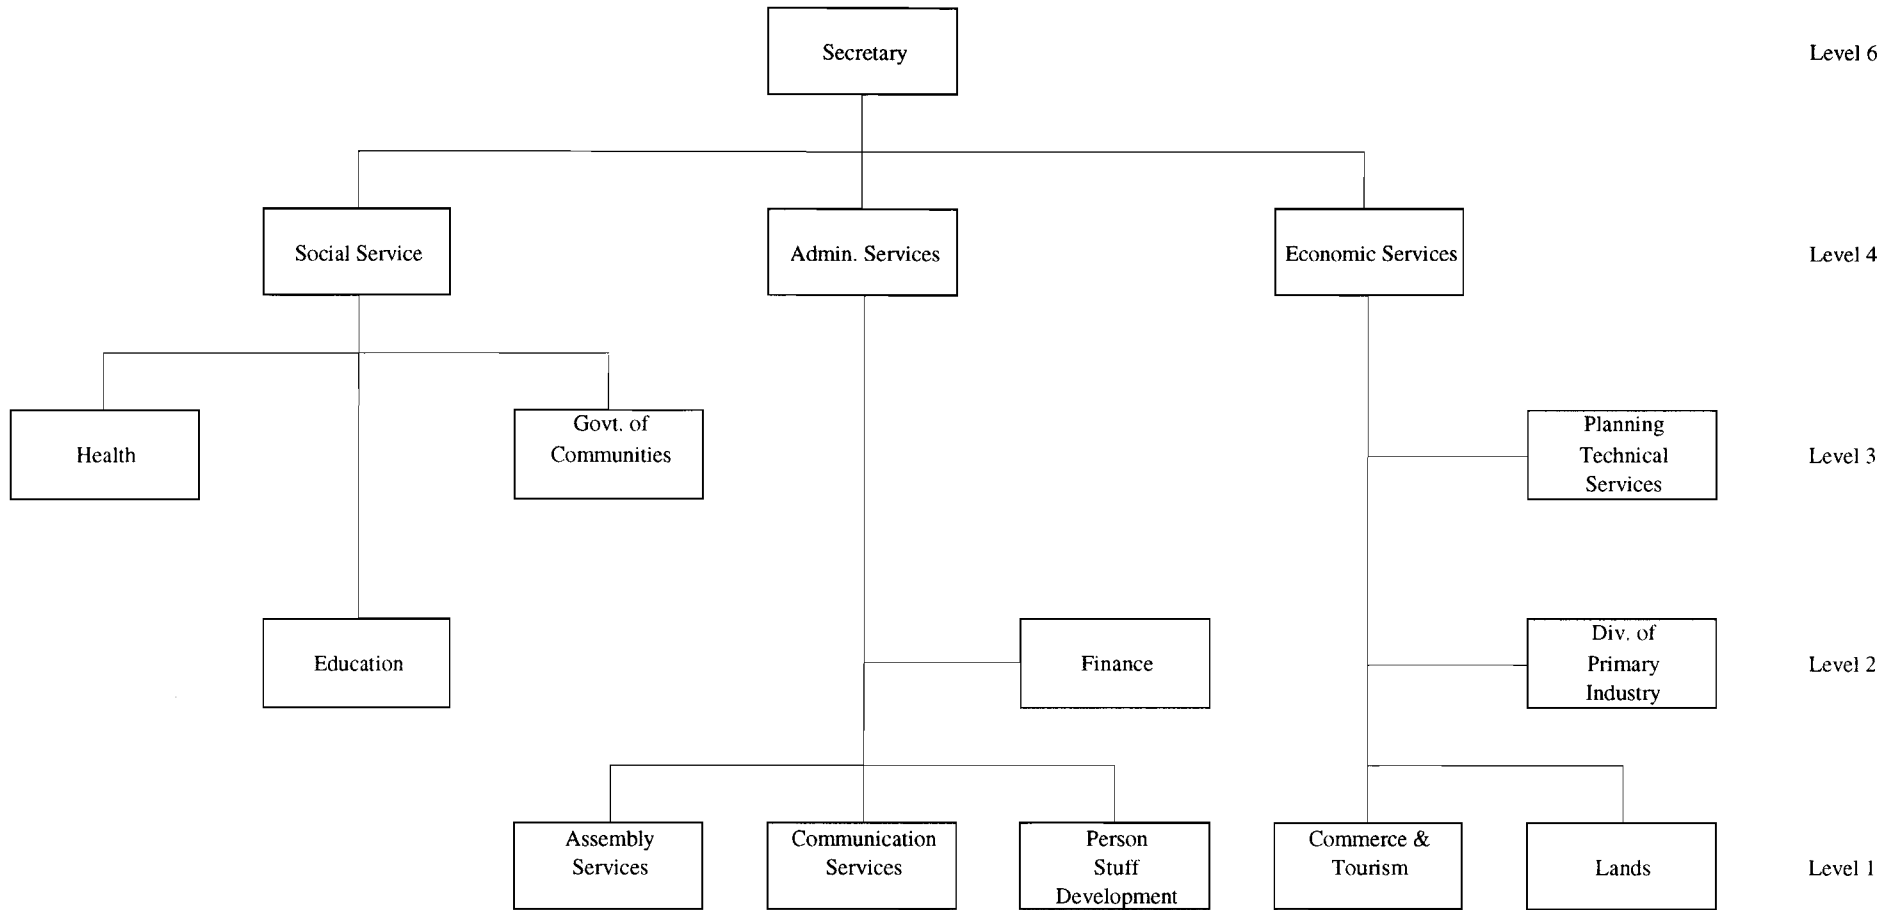 Secretary
Level 6
Social Service
Admin. Services
Economic Services
Level 4
Health
Govt. of
Communities
Planning
Technical
Services
Level 3
Education
Finance
Div. of
Primary
Industry
Level 2
Assembly
Services
Communication
Services
Person
Stuff
Development
Commerce &
Tourism
Lands
Level 1